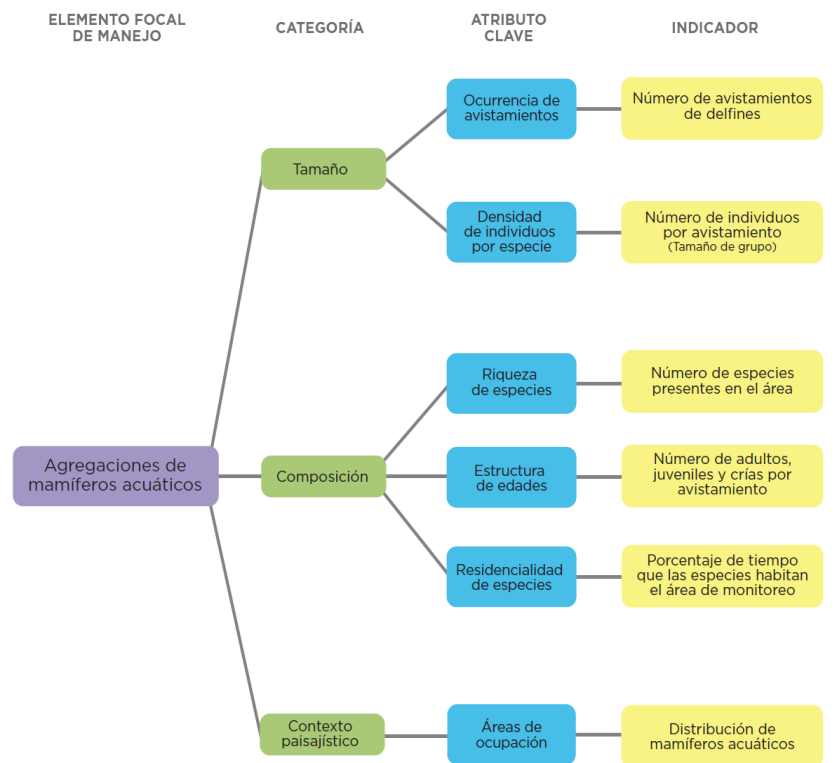 ELEMENTO FOCAL
DE MANEJO
CATEGORÍA
ATRIBUTO
CLAVE
INDICADOR
Ocurrencia de
avistamientos
Número de avistamientos
de delfines
Tamaño
Densidad
de individuos
por especie
Número de individuos
por avistamiento
(Tamaño de grupo)
Riqueza
de especies
Número de especies
presentes en el área
Agregaciones de
mamíferos acuáticos
Composición
Estructura
de edades
Número de adultos,
juveniles y crías por
avistamiento
Residencialidad
de especies
Porcentaje de tiempo
que las especies habitan
el área de monitoreo
Contexto
paisajístico
Áreas de
ocupación
Distribución de
mamíferos acuáticos